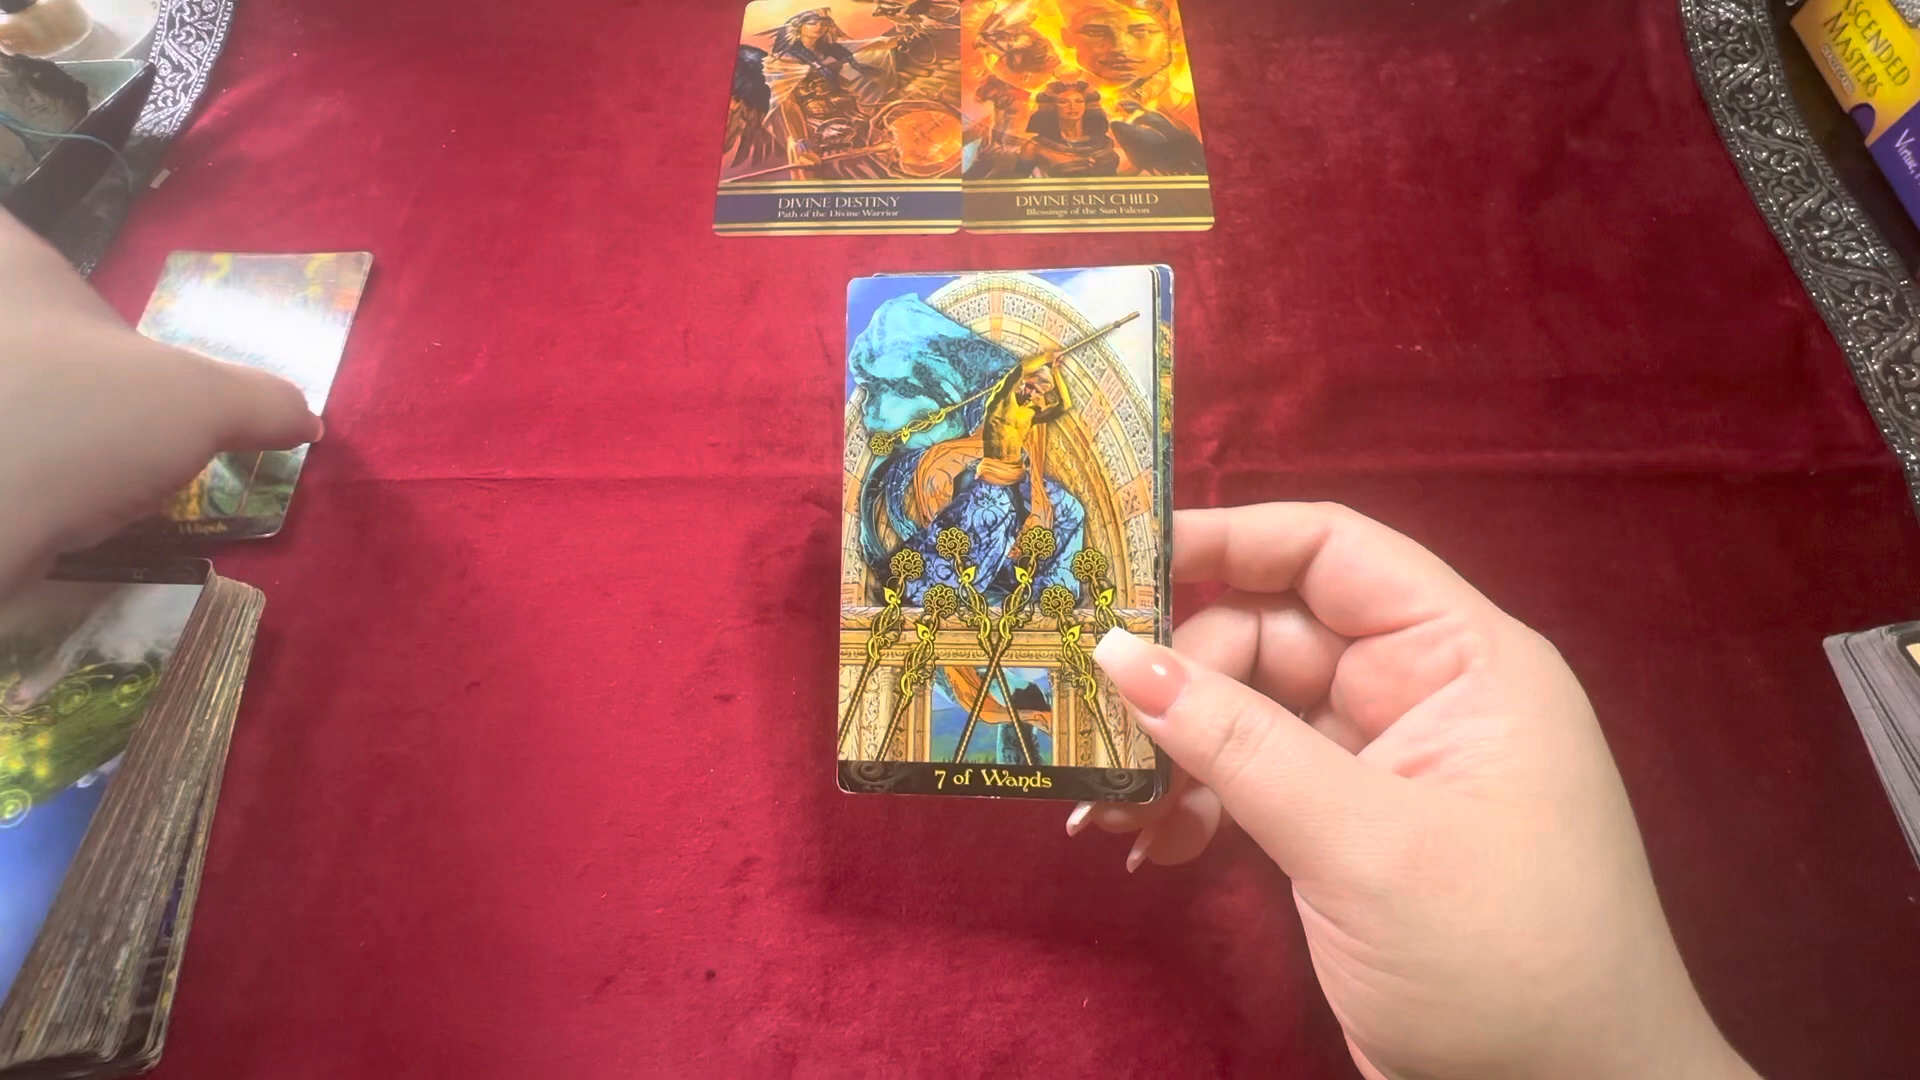 DIVINE DESTINY
Path of the Divine Warrior
DIVINE SUN CHILD
Blessings of the Sun Falcon
ASCENDED
MASTERS
7 of Wands